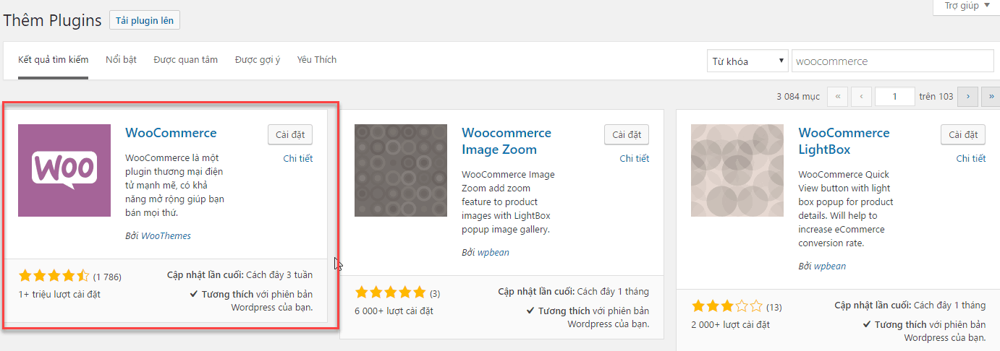 Trợ giúp
Thêm Plugins Tải plugin lên
Kết quả tìm kiếm Nổi bật Được quan tâm Được gợi ý Yêu Thích Từ khóa woocommerce
3 084 mục « ‹ 1 trên 103 › »
WOO
WooCommerce
Cài đặt
Chi tiết
WooCommerce là một
plugin thương mại điện
tử mạnh mẽ, có khả
năng mở rộng giúp bạn
bán mọi thứ.
Bởi WooThemes
(1 786)
1+ triệu lượt cài đặt
Cập nhật lần cuối: Cách đây 3 tuần
✔ Tương thích với phiên bản
Wordpress của bạn.
Woocommerce
Image Zoom
Cài đặt
Chi tiết
WooCommerce Image
Zoom add zoom
feature to product
images with LightBox
popup image gallery.
Bởi wpbean
(3)
6 000+ lượt cài đặt
Cập nhật lần cuối: Cách đây 1 tháng
✔ Tương thích với phiên bản
Wordpress của bạn.
WooCommerce
LightBox
Cài đặt
Chi tiết
WooCommerce Quick
View button with light
box popup for product
details. Will help to
increase eCommerce
conversion rate.
Bởi wpbean
(13)
2 000+ lượt cài đặt
Cập nhật lần cuối: Cách đây 1 tháng
✔ Tương thích với phiên bản
Wordpress của bạn.